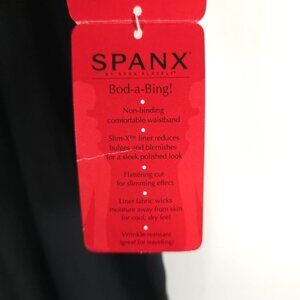 SPANX®
BY SARA BLAKELY®
Bod-a-Bing!
Non-binding
comfortable waistband
Slim-X™ liner reduces
bulges and blemishes
for a sleek polished look
Flattering cut
for slimming effect
Liner fabric wicks
moisture away from skin
for cool, dry feel
Wrinkle-resistant
(great for traveling!)